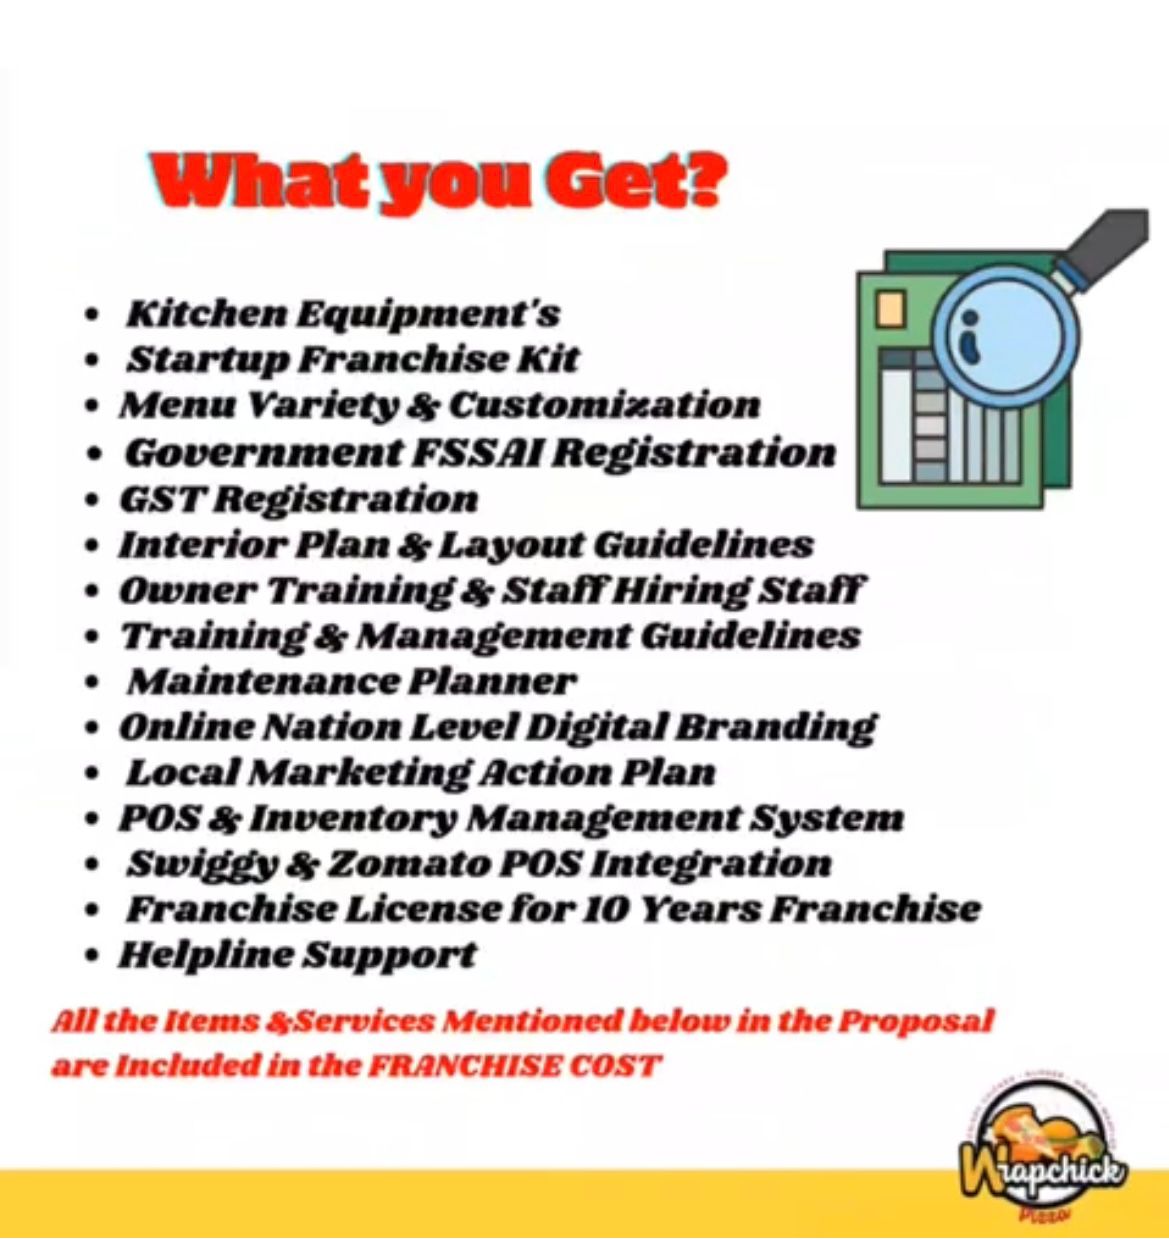 What you Get?
• Kitchen Equipment's
• Startup Franchise Kit
• Menu Variety & Customization
• Government FSSAI Registration
• GST Registration
• Interior Plan & Layout Guidelines
• Owner Training & Staff Hiring Staff
• Training & Management Guidelines
• Maintenance Planner
• Online Nation Level Digital Branding
• Local Marketing Action Plan
• POS & Inventory Management System
• Swiggy & Zomato POS Integration
• Franchise License for 10 Years Franchise
• Helpline Support
All the Items &Services Mentioned below in the Proposal
are Included in the FRANCHISE COST
Wrapchick
Pizza